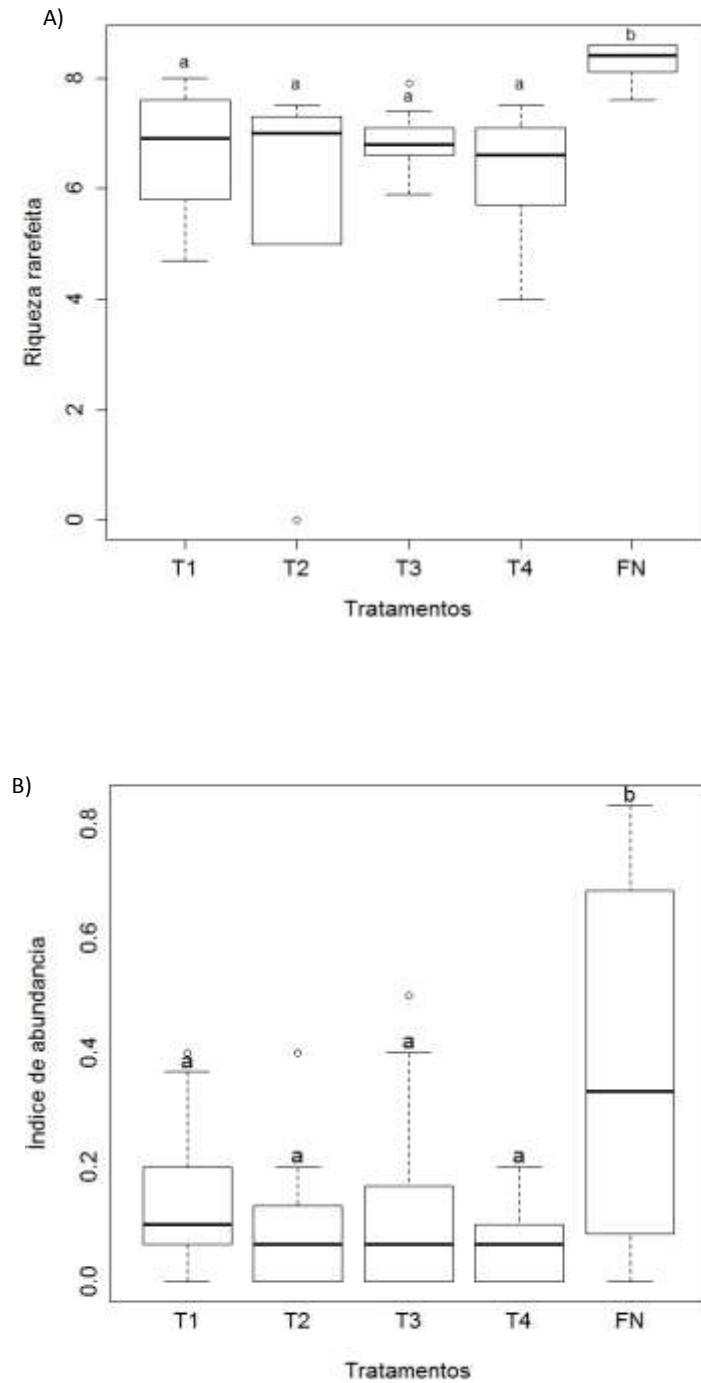 A)
a
a
a
a
b
8
6
4
2
0
Riqueza rarefeita
T1 T2 T3 T4 FN
Tratamentos
B)
b
a
a
a
a
0.8
0.6
0.4
0.2
0.0
Índice de abundancia
T1 T2 T3 T4 FN
Tratamentos